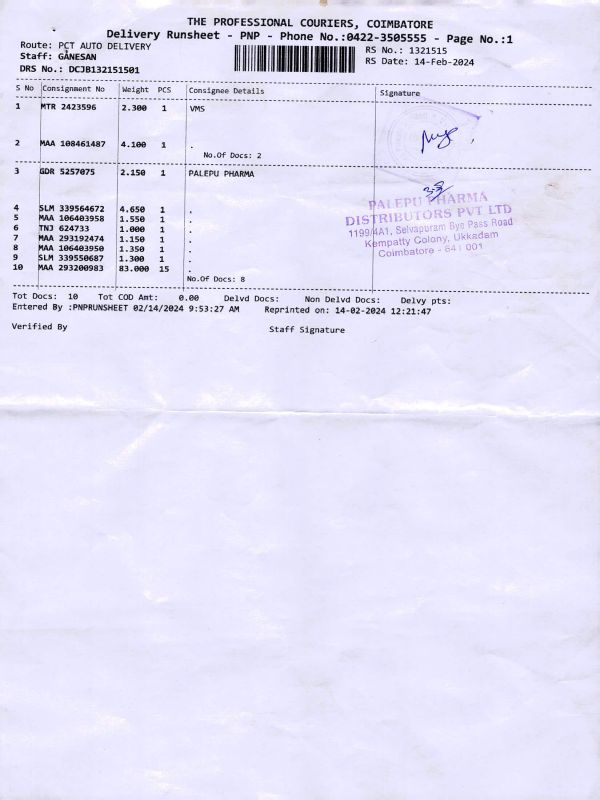 THE PROFESSIONAL COURIERS, COIMBATORE
Delivery Runsheet - PNP - Phone No.:0422-3505555 - Page No.:1
Route: PCT AUTO DELIVERY
RS No.: 1321515
Staff: GANESAN
RS Date: 14-Feb-2024
DRS No.: DCJB132151501
S No Consignment No Weight PCS Consignee Details Signature
1 MTR 2423596 2.300 1 VMS
2 MAA 108461487 4.100 1 .
No.Of Docs: 2
3 GDR 5257075 2.150 1 PALEPU PHARMA
4 SLM 339564672 4.650 1 .
5 MAA 106403958 1.550 1 .
6 TNJ 624733 1.000 1 .
7 MAA 293192474 1.150 1 .
8 MAA 106403950 1.350 1 .
9 SLM 339550687 1.300 1 .
10 MAA 293200983 83.000 15 .
No.Of Docs: 8
PALEPU PHARMA
DISTRIBUTORS PVT LTD
1199/4A1, Selvapuram Bye Pass Road
Kempatty Colony, Ukkadam
Coimbatore - 641 001
Tot Docs: 10 Tot COD Amt: 0.00 Delvd Docs: Non Delvd Docs: Delvy pts:
Entered By :PNPRUNSHEET 02/14/2024 9:53:27 AM Reprinted on: 14-02-2024 12:21:47
Verified By Staff Signature